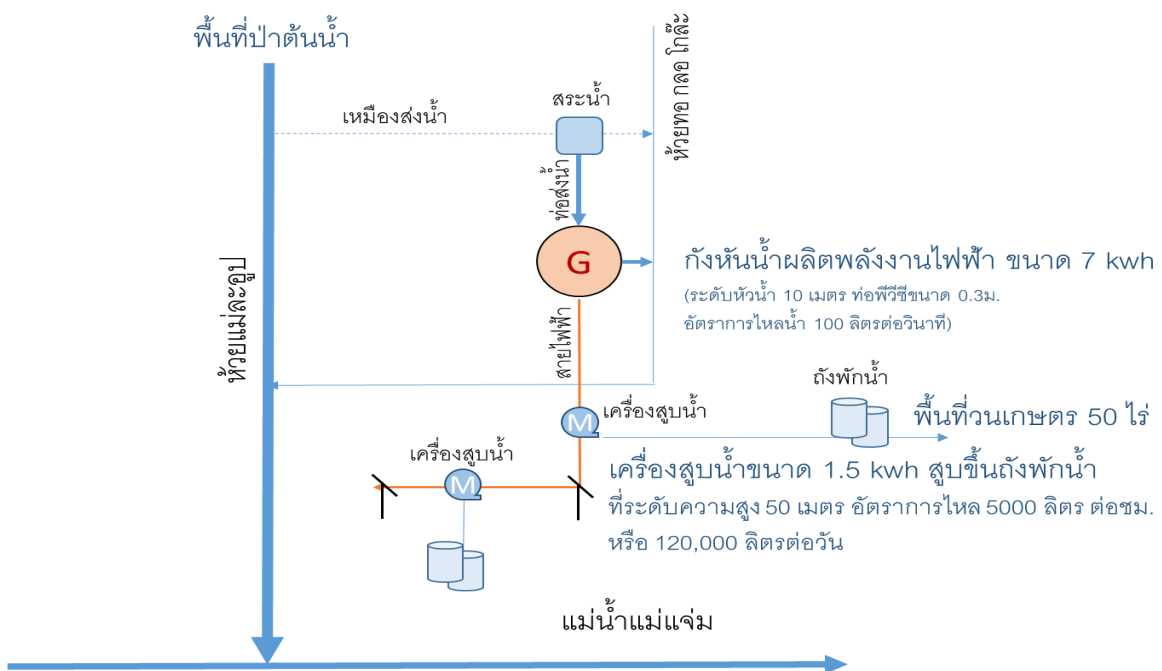 พื้นที่ป่าต้นน้ำ
ห้วยทอ กลอ โกล๊ะ
สระน้ำ
เหมืองส่งน้ำ
ท่อส่งน้ำ
G
กังหันน้ำผลิตพลังงานไฟฟ้า ขนาด 7 kwh
(ระดับหัวน้ำ 10 เมตร ท่อพีวีซีขนาด 0.3ม.
อัตราการไหลน้ำ 100 ลิตรต่อวินาที)
ห้วยแม่ละอูป
สายไฟฟ้า
ถังพักน้ำ
เครื่องสูบน้ำ
M
พื้นที่วนเกษตร 50 ไร่
เครื่องสูบน้ำ
M
เครื่องสูบน้ำขนาด 1.5 kwh สูบขึ้นถังพักน้ำ
ที่ระดับความสูง 50 เมตร อัตราการไหล 5000 ลิตร ต่อชม.
หรือ 120,000 ลิตรต่อวัน
แม่น้ำแม่แจ่ม